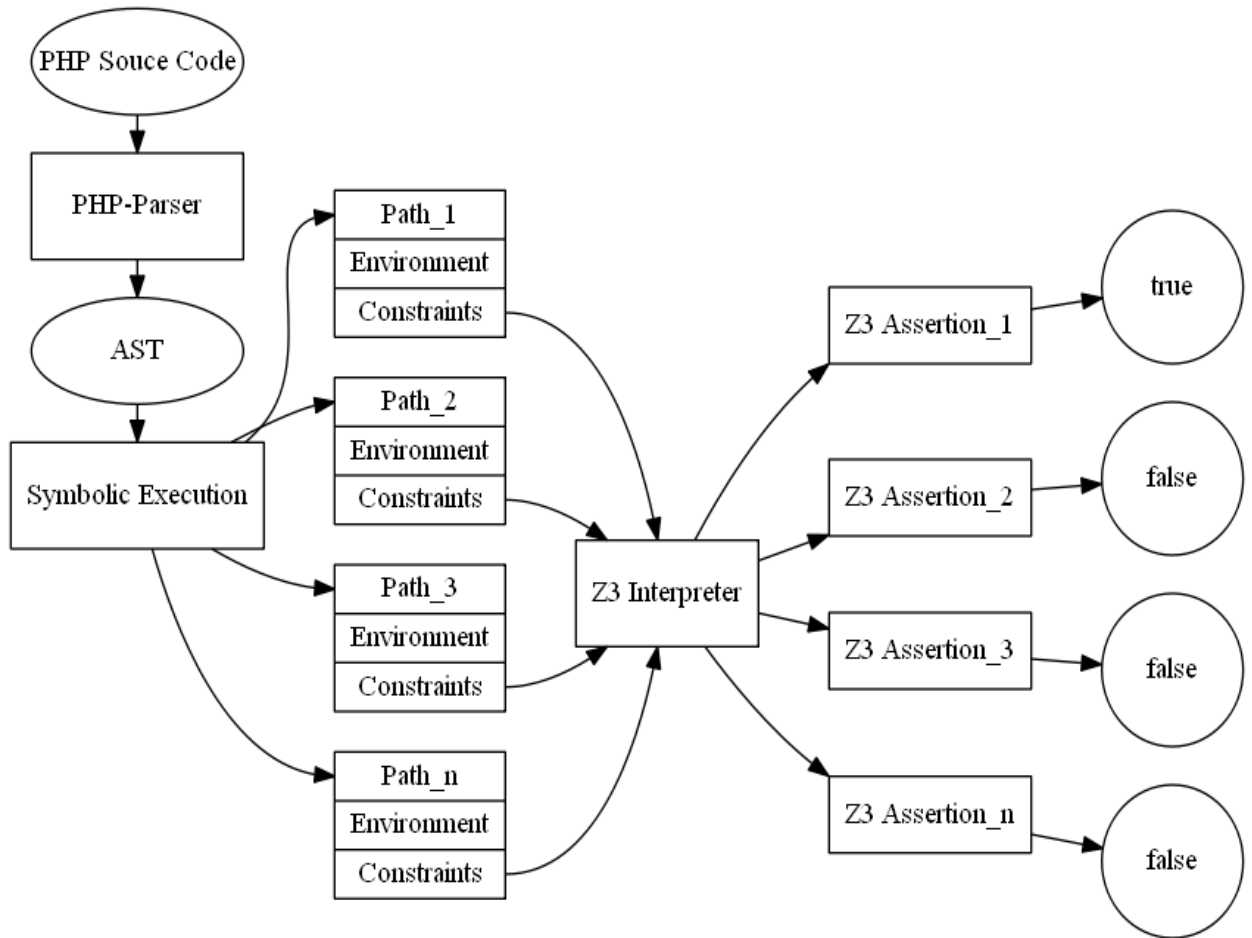 PHP Souce Code
PHP-Parser
AST
Symbolic Execution
Path_1
Environment
Constraints
Path_2
Environment
Constraints
Path_3
Environment
Constraints
Path_n
Environment
Constraints
Z3 Interpreter
Z3 Assertion_1
Z3 Assertion_2
Z3 Assertion_3
Z3 Assertion_n
true
false
false
false